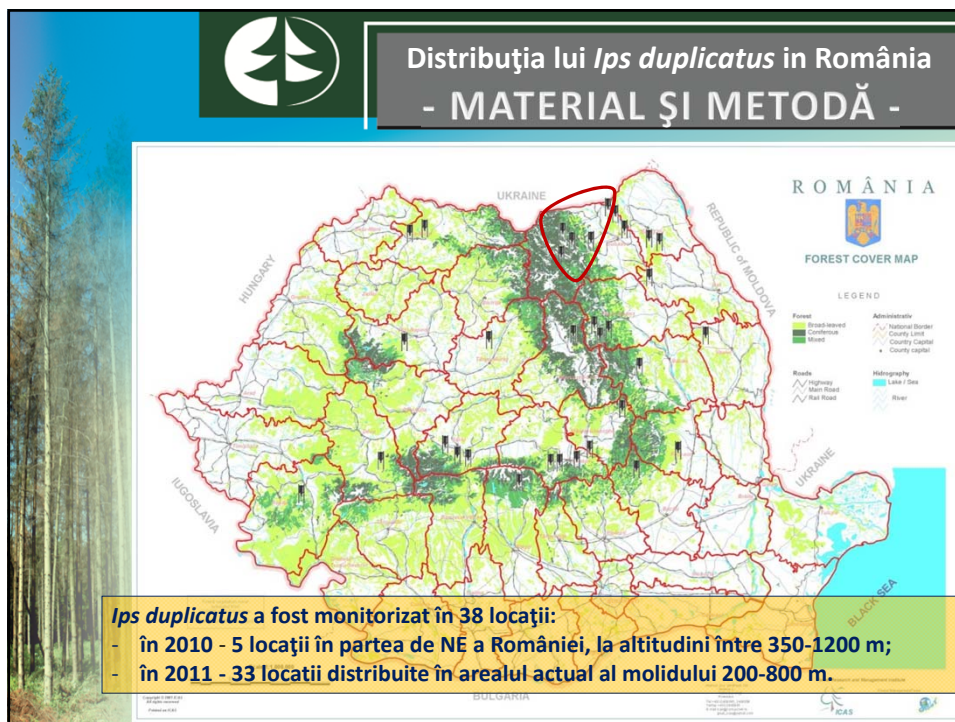 Distribuţia lui Ips duplicatus in România
- MATERIAL ŞI METODĂ -
UKRAINE
HUNGARY
REPUBLIC of MOLDOVA
IUGOSLAVIA
UKRAINE
BLACK SEA
BULGARIA
ROMÂNIA
FOREST COVER MAP
LEGEND
Forest
Broad-leaved
Coniferous
Mixed
Administrativ
National Border
County Limit
Country Capital
County capital
Roads
Highway
Main Road
Rail Road
Hidrography
Lake / Sea
River
Ips duplicatus a fost monitorizat în 38 locaţii:
- în 2010 - 5 locaţii în partea de NE a României, la altitudini între 350-1200 m;
- în 2011 - 33 locatii distribuite în arealul actual al molidului 200-800 m.
ICAS